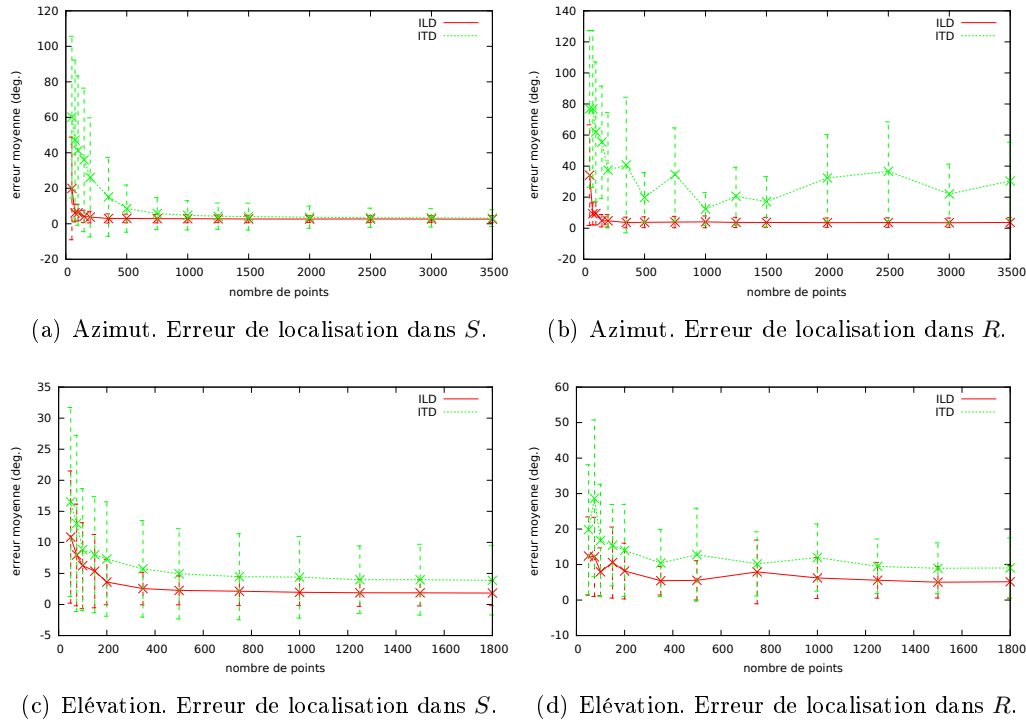 120
100
80
60
40
20
0
-20
erreur moyenne (deg.)
0 500 1000 1500 2000 2500 3000 3500
nombre de points
ILD
ITD
(a) Azimut. Erreur de localisation dans S.
140
120
100
80
60
40
20
0
-20
erreur moyenne (deg.)
0 500 1000 1500 2000 2500 3000 3500
nombre de points
ILD
ITD
(b) Azimut. Erreur de localisation dans R.
35
30
25
20
15
10
5
0
-5
erreur moyenne (deg.)
0 200 400 600 800 1000 1200 1400 1600 1800
nombre de points
ILD
ITD
(c) Elévation. Erreur de localisation dans S.
60
50
40
30
20
10
0
-10
erreur moyenne (deg.)
0 200 400 600 800 1000 1200 1400 1600 1800
nombre de points
ILD
ITD
(d) Elévation. Erreur de localisation dans R.